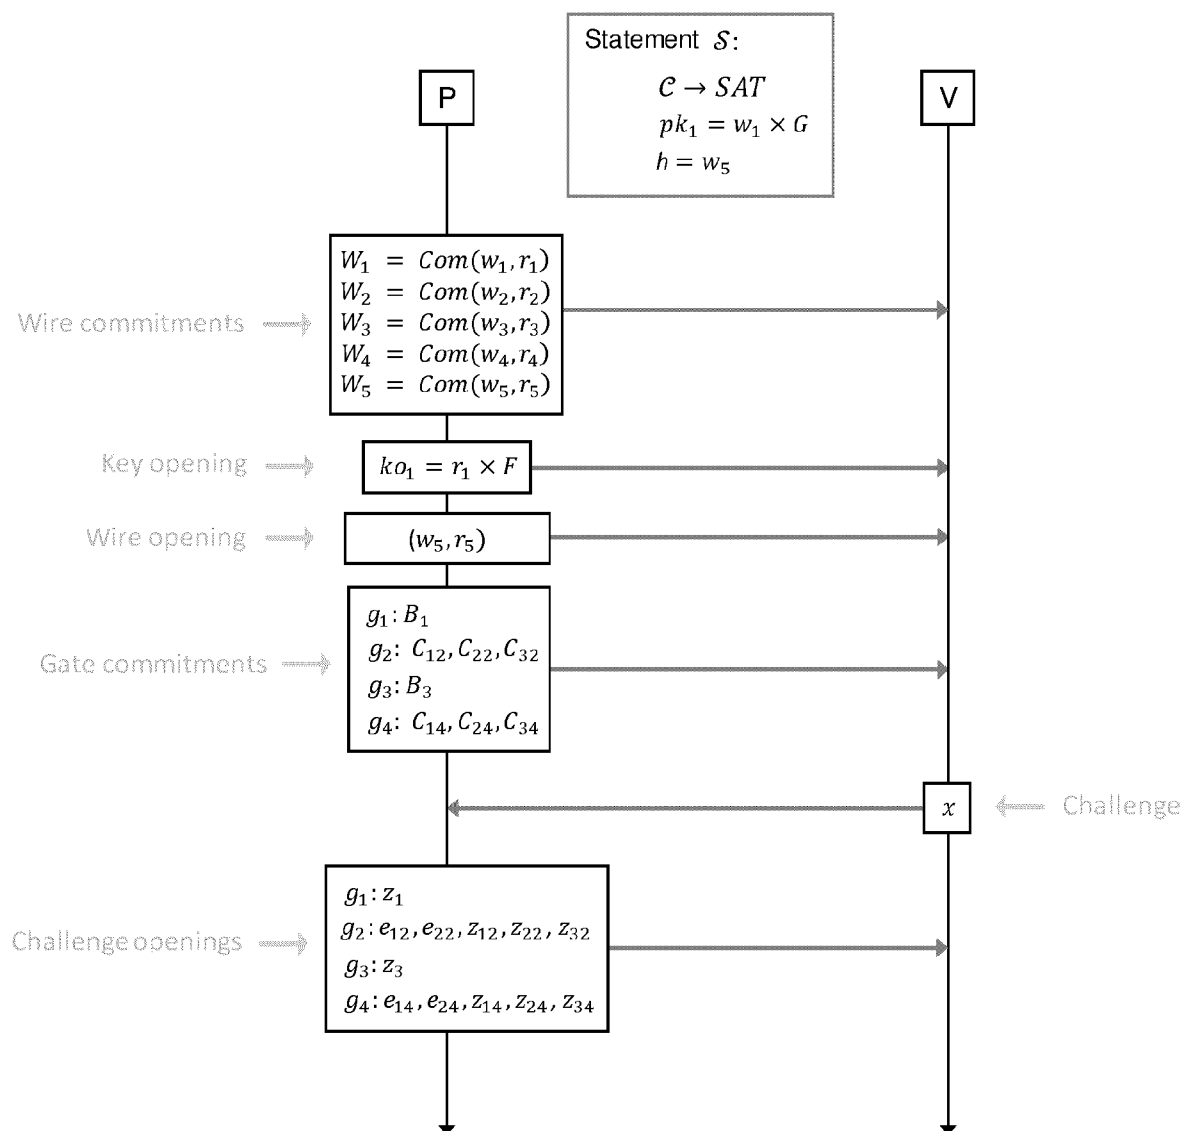 Statement 𝒮:
𝒞 → SAT
pk₁ = w₁ × G
h = w₅
P
V
W₁ = Com(w₁,r₁)
W₂ = Com(w₂,r₂)
W₃ = Com(w₃,r₃)
W₄ = Com(w₄,r₄)
W₅ = Com(w₅,r₅)
Wire commitments
Key opening
ko₁ = r₁ × F
Wire opening
(w₅,r₅)
g₁: B₁
g₂: C₁₂,C₂₂,C₃₂
g₃: B₃
g₄: C₁₄,C₂₄,C₃₄
Gate commitments
x
Challenge
g₁: z₁
g₂: e₁₂,e₂₂,z₁₂,z₂₂,z₃₂
g₃: z₃
g₄: e₁₄,e₂₄,z₁₄,z₂₄,z₃₄
Challenge openings